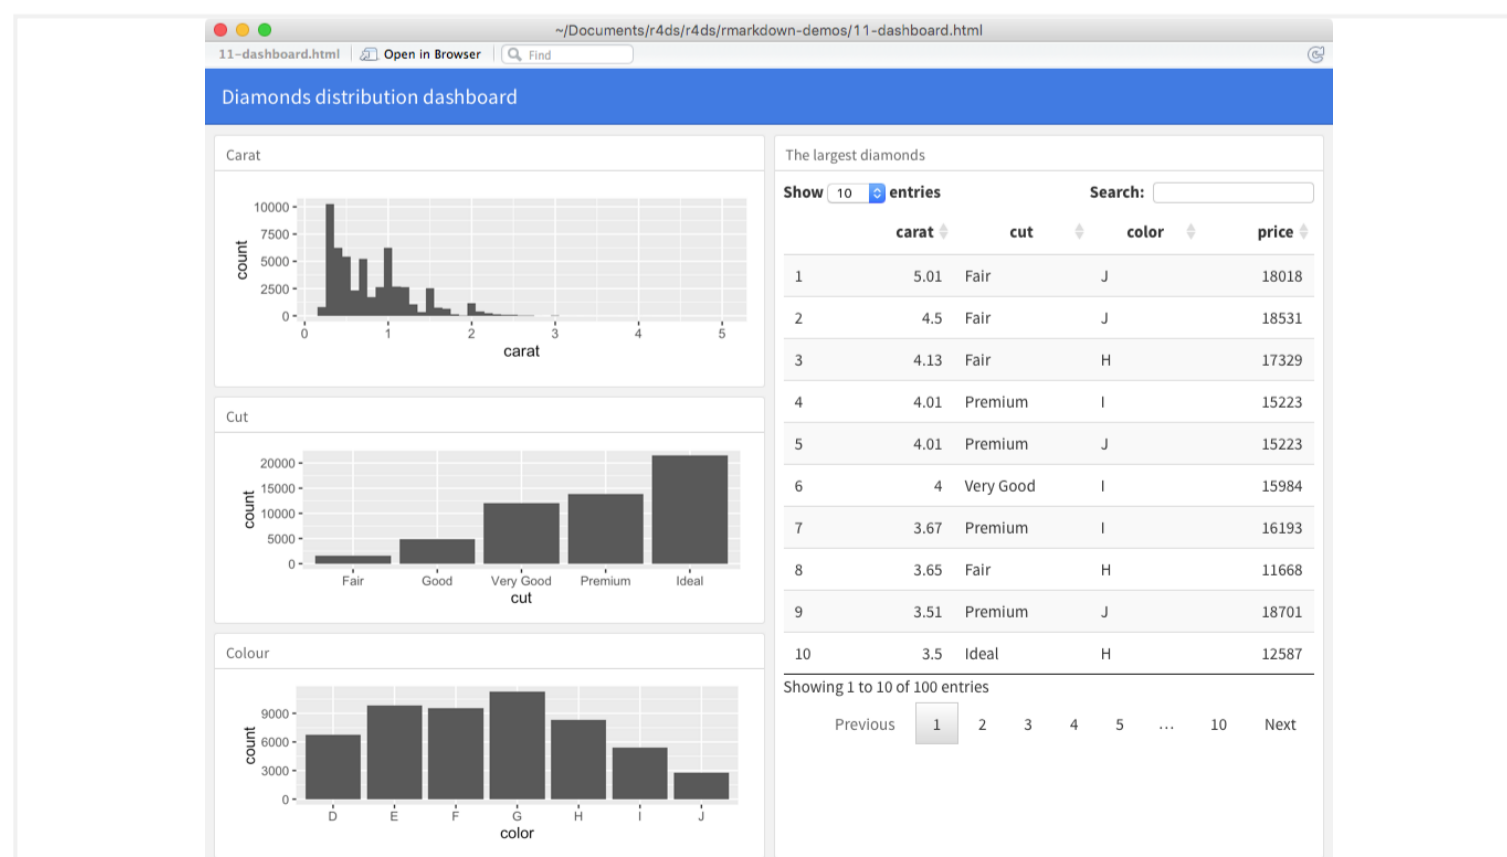 ~/Documents/r4ds/r4ds/rmarkdown-demos/11-dashboard.html
11-dashboard.html Open in Browser Find
Diamonds distribution dashboard
Carat
10000
7500
5000
2500
0
count
0 1 2 3 4 5
carat
Cut
20000
15000
10000
5000
0
count
Fair Good Very Good Premium Ideal
cut
Colour
9000
6000
3000
0
count
D E F G H I J
color
The largest diamonds
Show 10 entries Search:
carat cut color price
1 5.01 Fair J 18018
2 4.5 Fair J 18531
3 4.13 Fair H 17329
4 4.01 Premium I 15223
5 4.01 Premium J 15223
6 4 Very Good I 15984
7 3.67 Premium I 16193
8 3.65 Fair H 11668
9 3.51 Premium J 18701
10 3.5 Ideal H 12587
Showing 1 to 10 of 100 entries
Previous 1 2 3 4 5 … 10 Next